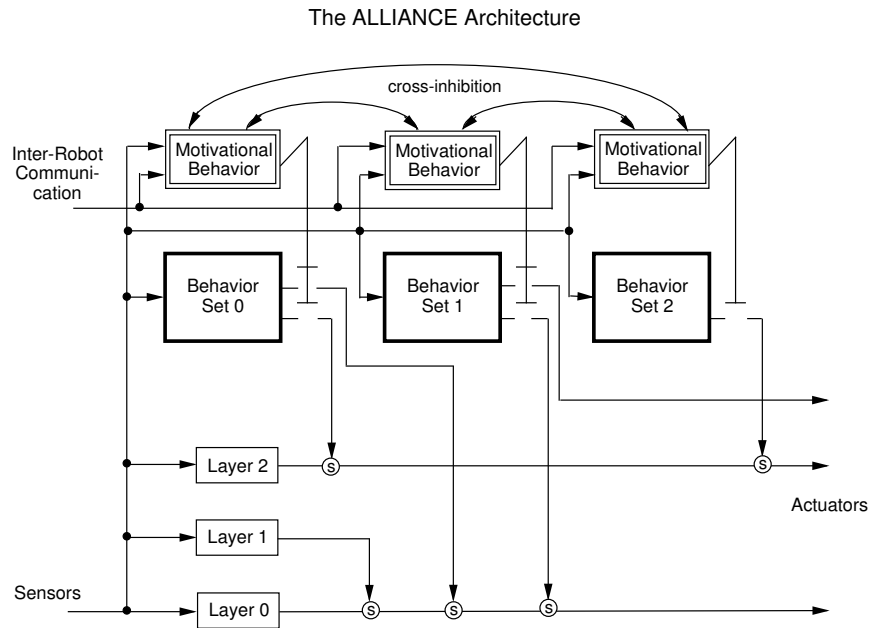 The ALLIANCE Architecture
cross-inhibition
Inter-Robot
Communi-
cation
Motivational
Behavior
Motivational
Behavior
Motivational
Behavior
Behavior
Set 0
Behavior
Set 1
Behavior
Set 2
Layer 2
s
s
Actuators
Layer 1
Sensors
Layer 0
s
s
s